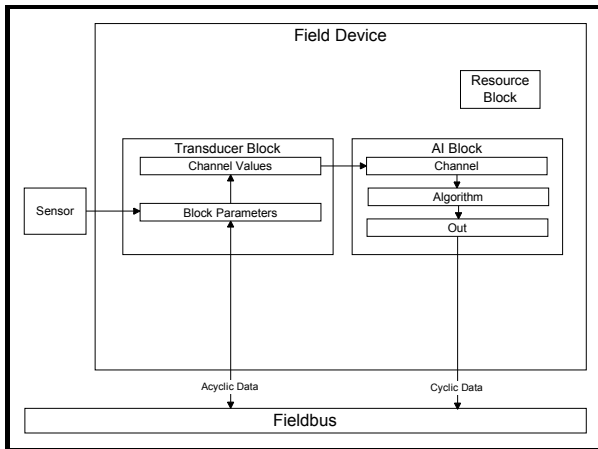 Field Device
Resource
Block
Transducer Block
AI Block
Channel Values
Channel
Algorithm
Sensor
Block Parameters
Out
Acyclic Data
Cyclic Data
Fieldbus